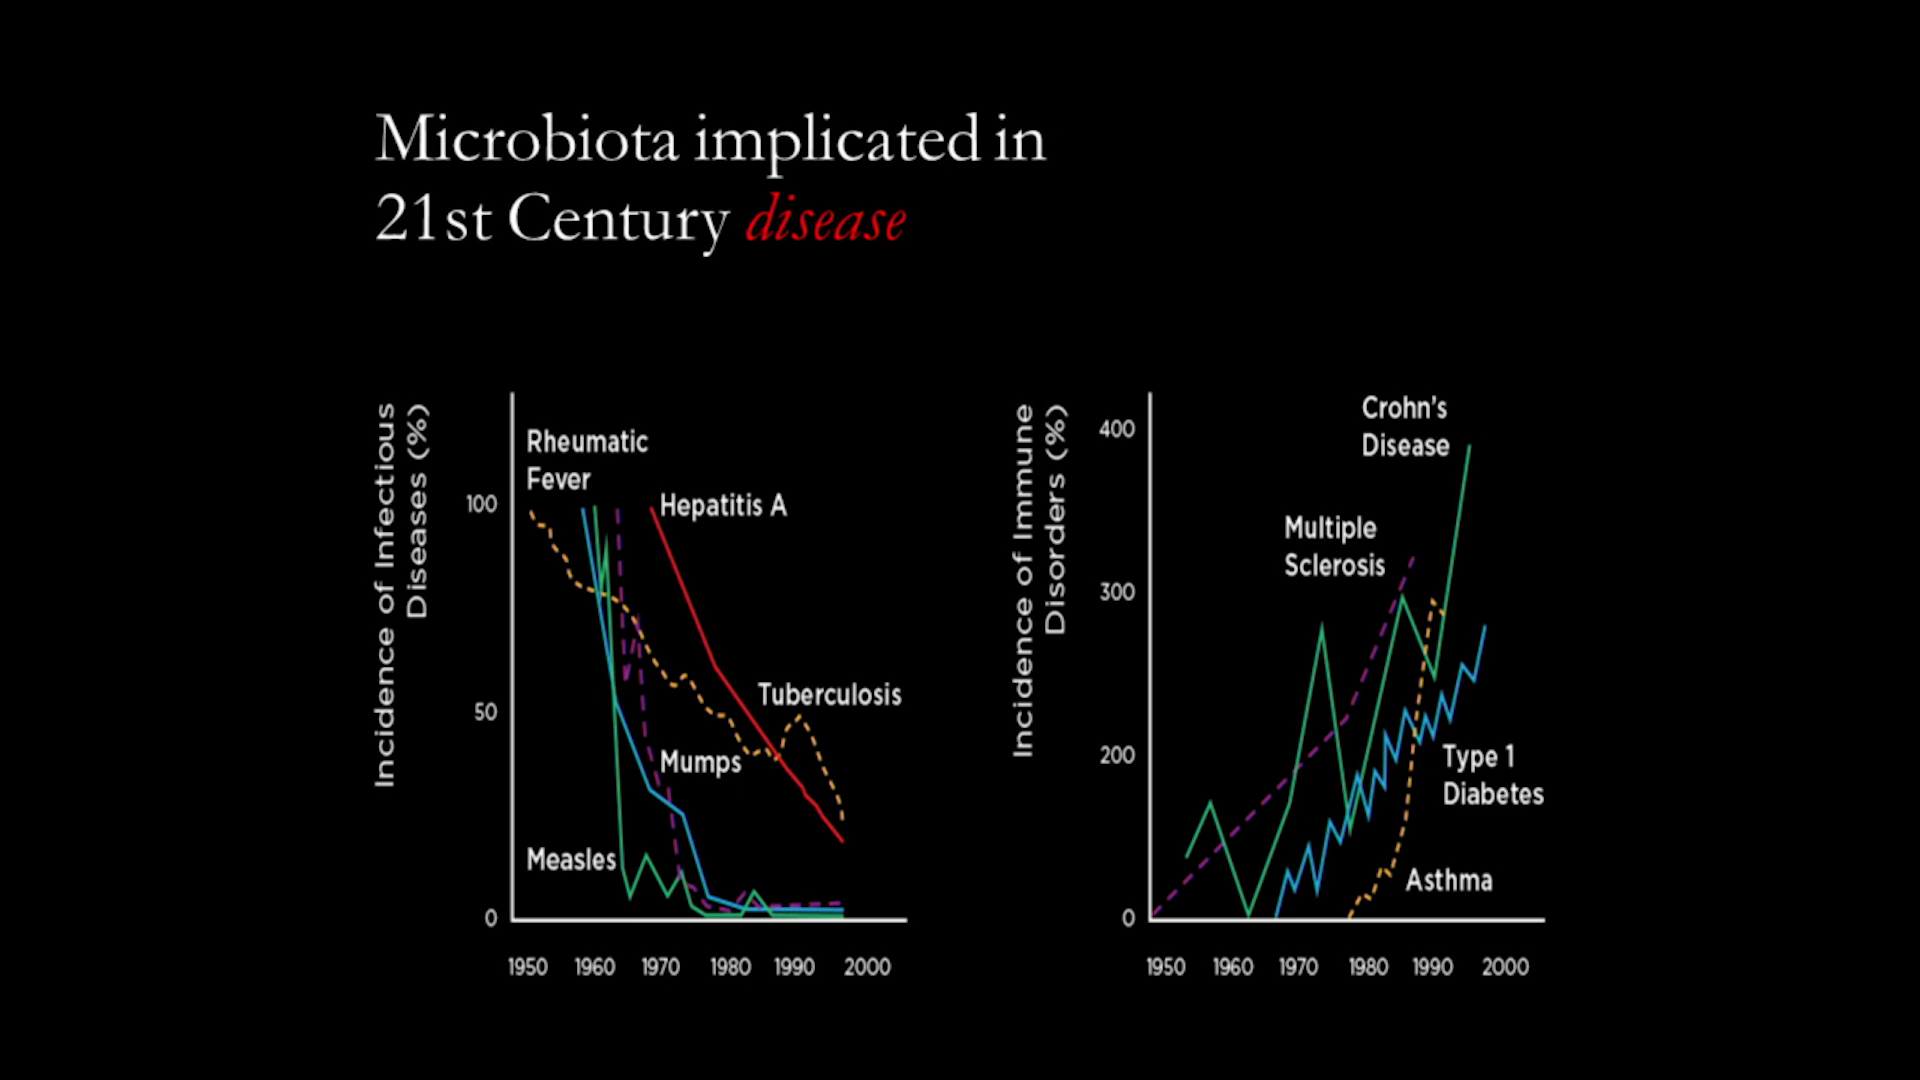 Microbiota implicated in
21st Century disease
Incidence of Infectious
Diseases (%)
100
50
0
Rheumatic
Fever
Hepatitis A
Tuberculosis
Mumps
Measles
1950 1960 1970 1980 1990 2000
Incidence of Immune
Disorders (%)
400
300
200
0
Crohn's
Disease
Multiple
Sclerosis
Type 1
Diabetes
Asthma
1950 1960 1970 1980 1990 2000